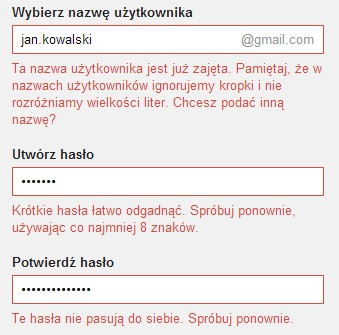 Wybierz nazwę użytkownika
jan.kowalski @gmail.com
Ta nazwa użytkownika jest już zajęta. Pamiętaj, że w
nazwach użytkowników ignorujemy kropki i nie
rozróżniamy wielkości liter. Chcesz podać inną
nazwę?
Utwórz hasło
•••••••
Krótkie hasła łatwo odgadnąć. Spróbuj ponownie,
używając co najmniej 8 znaków.
Potwierdź hasło
••••••••••••••
Te hasła nie pasują do siebie. Spróbuj ponownie.